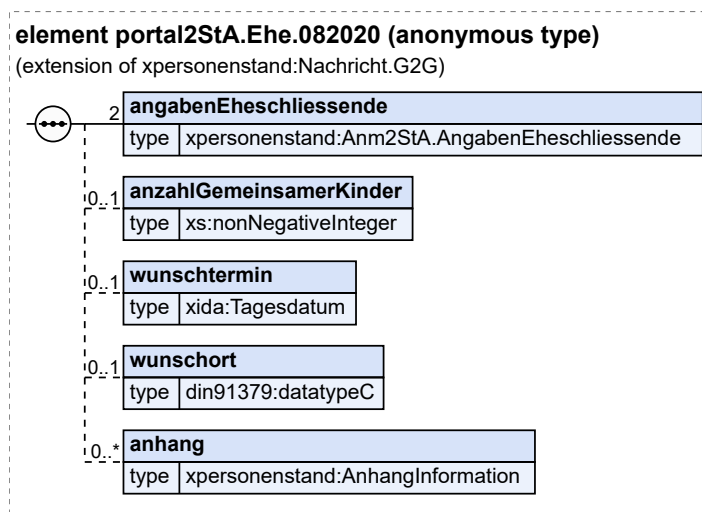 element portal2StA.Ehe.082020 (anonymous type)
(extension of xpersonenstand:Nachricht.G2G)
2 angabenEheschliessende
type xpersonenstand:Anm2StA.AngabenEheschliessende
0..1 anzahlGemeinsamerKinder
type xs:nonNegativeInteger
0..1 wunschtermin
type xida:Tagesdatum
0..1 wunschort
type din91379:datatypeC
0..* anhang
type xpersonenstand:AnhangInformation